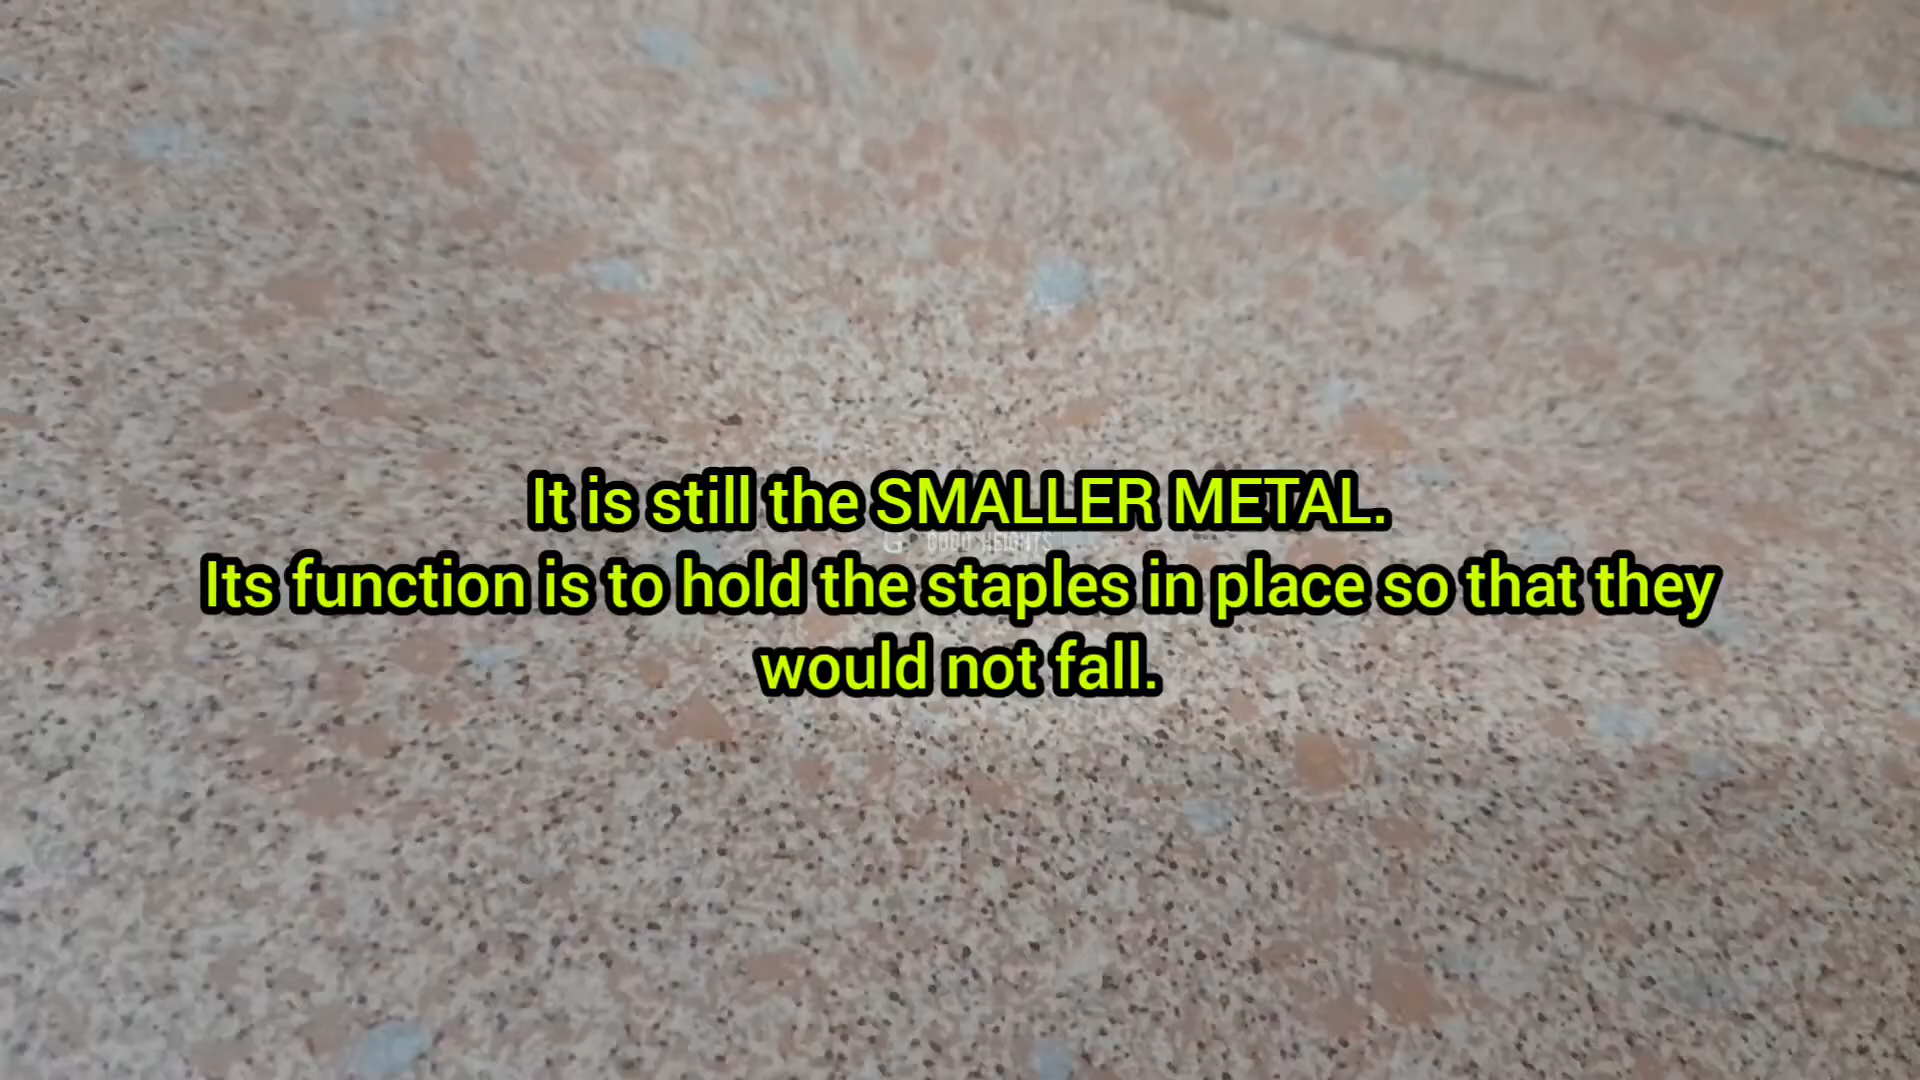 It is still the SMALLER METAL.
Its function is to hold the staples in place so that they
would not fall.